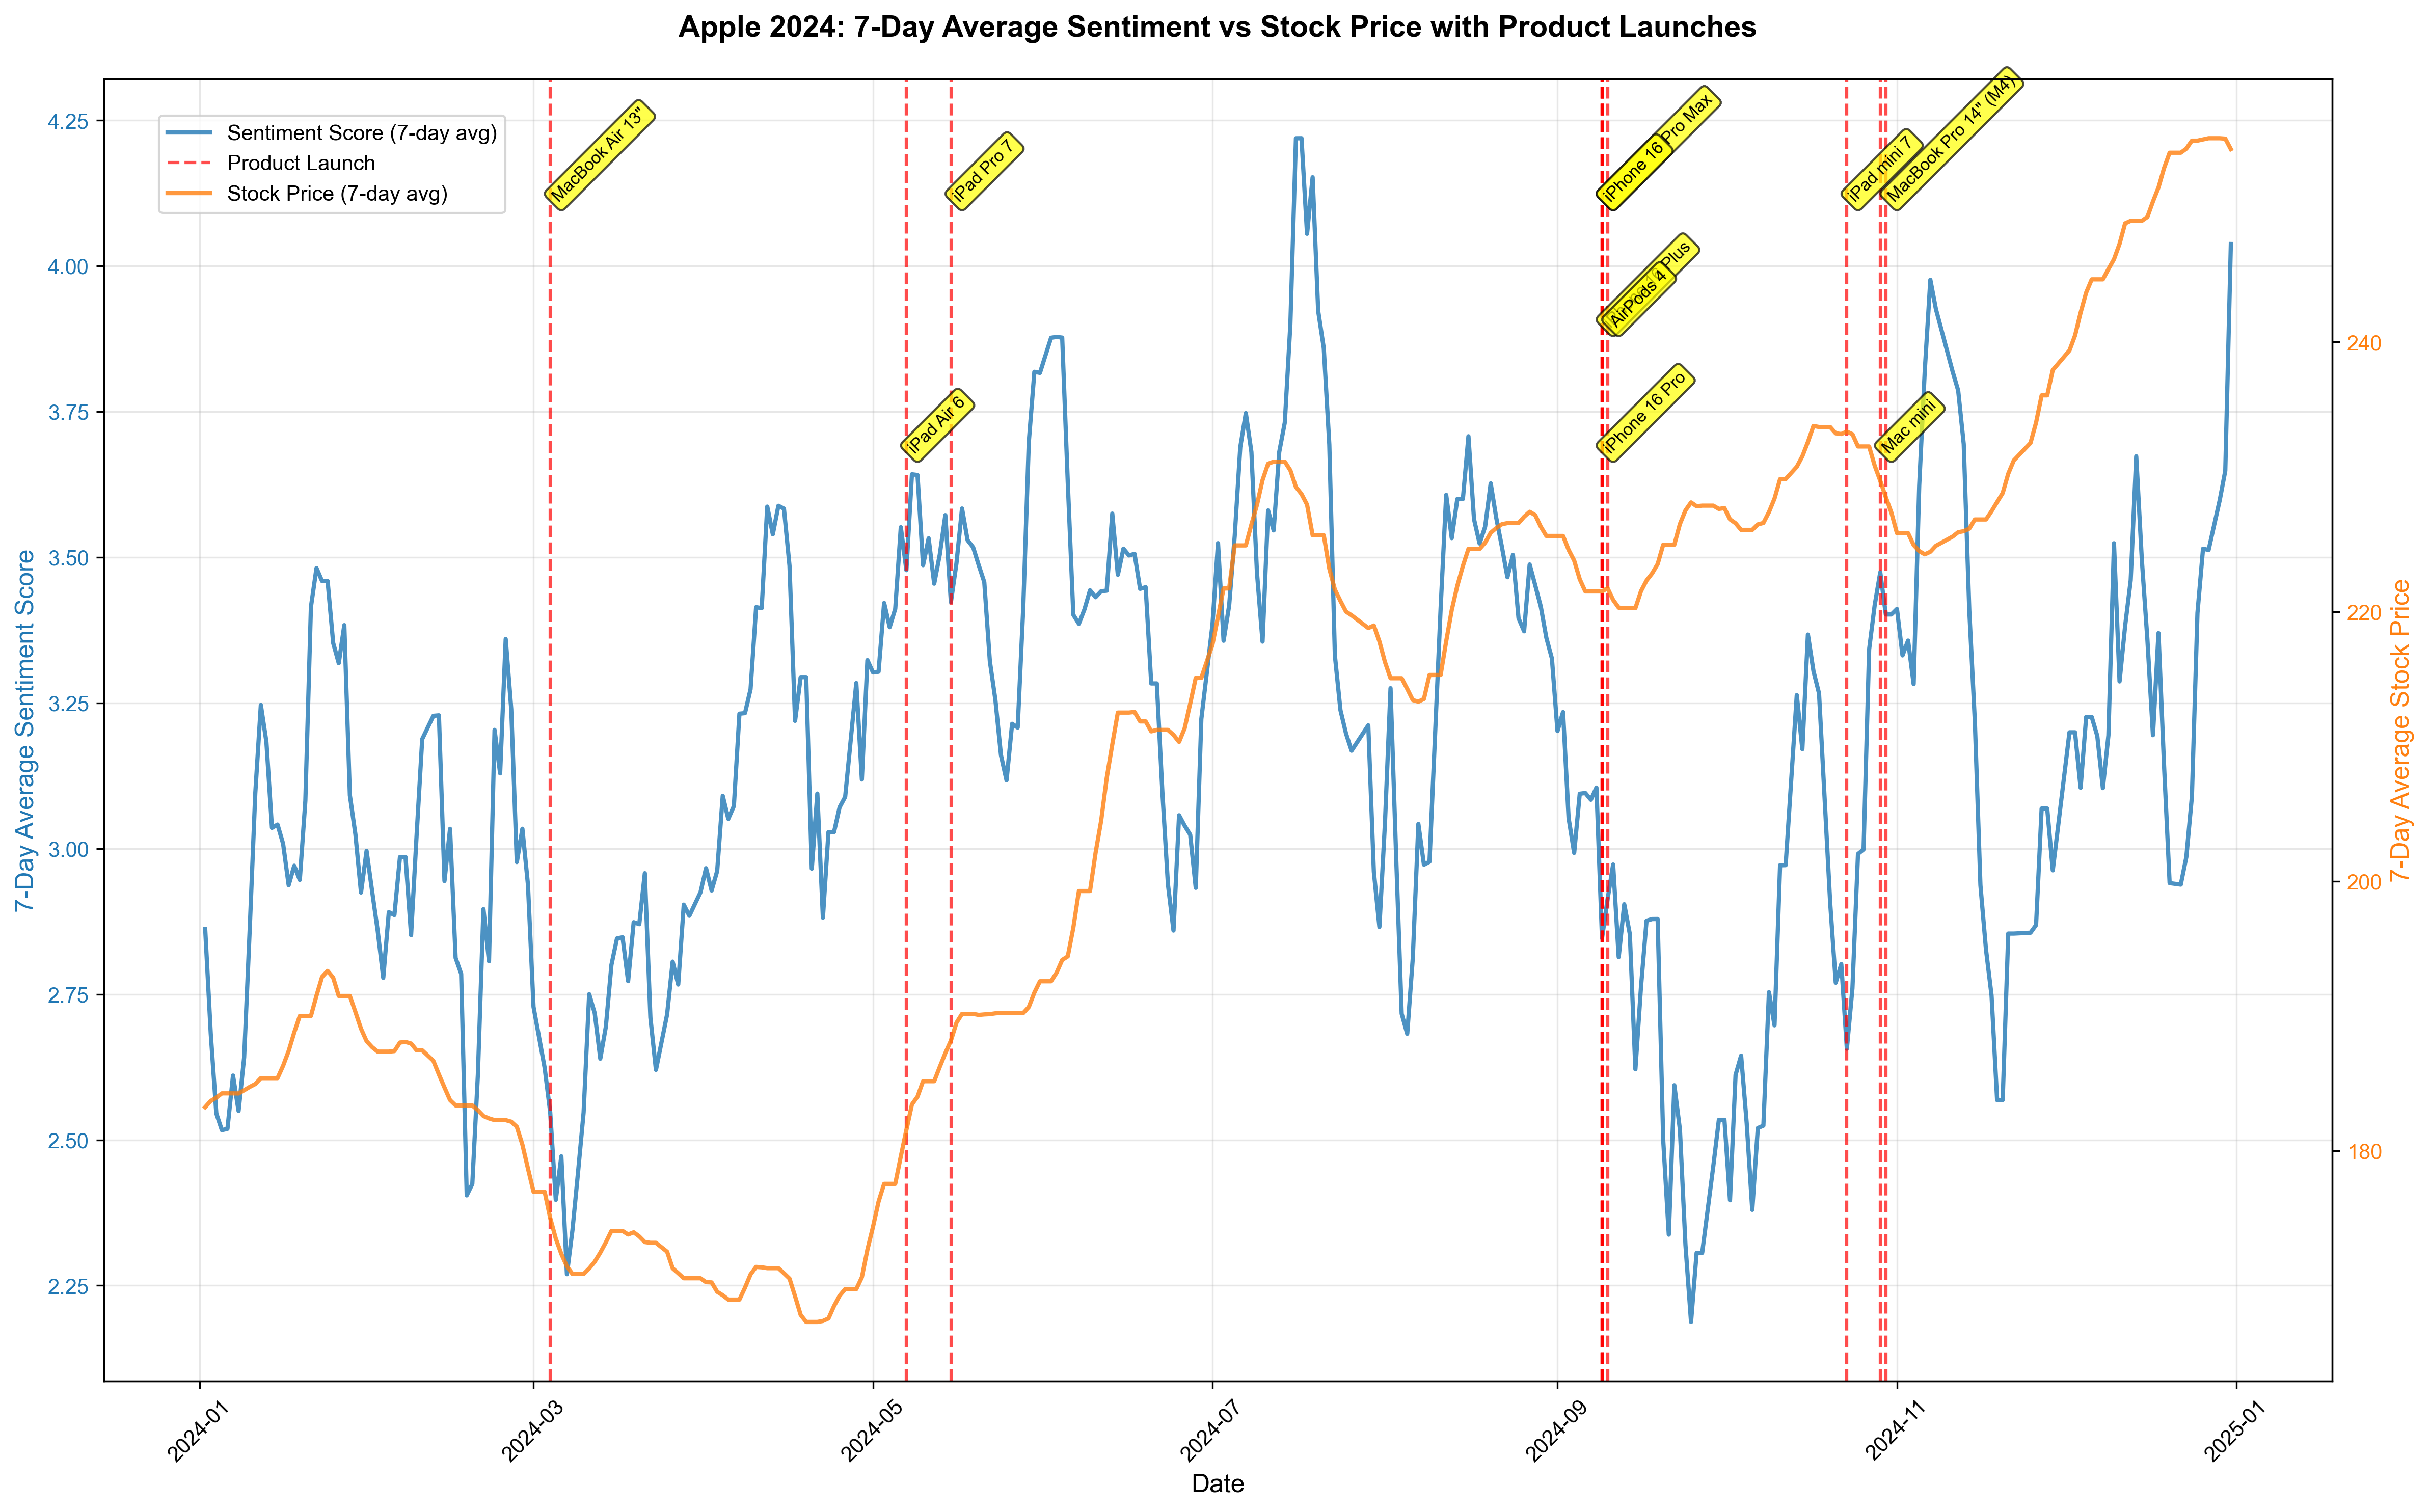 Apple 2024: 7-Day Average Sentiment vs Stock Price with Product Launches
Sentiment Score (7-day avg)
Product Launch
Stock Price (7-day avg)
MacBook Air 13"
iPad Air 6
iPad Pro 7
Pro Max
iPhone 16
Plus
AirPods 4
iPhone 16 Pro
iPad mini 7
MacBook Pro 14" (M4)
Mac mini
7-Day Average Sentiment Score
4.25
4.00
3.75
3.50
3.25
3.00
2.75
2.50
2.25
7-Day Average Stock Price
240
220
200
180
2024-01
2024-03
2024-05
2024-07
2024-09
2024-11
2025-01
Date